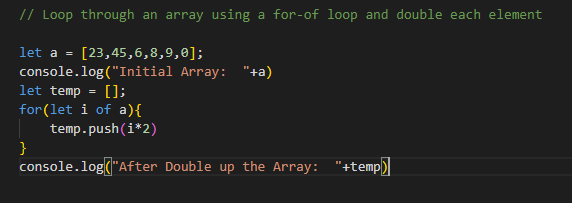 // Loop through an array using a for-of loop and double each element
let a = [23,45,6,8,9,0];
console.log("Initial Array:  "+a)
let temp = [];
for(let i of a){
    temp.push(i*2)
}
console.log("After Double up the Array:  "+temp)